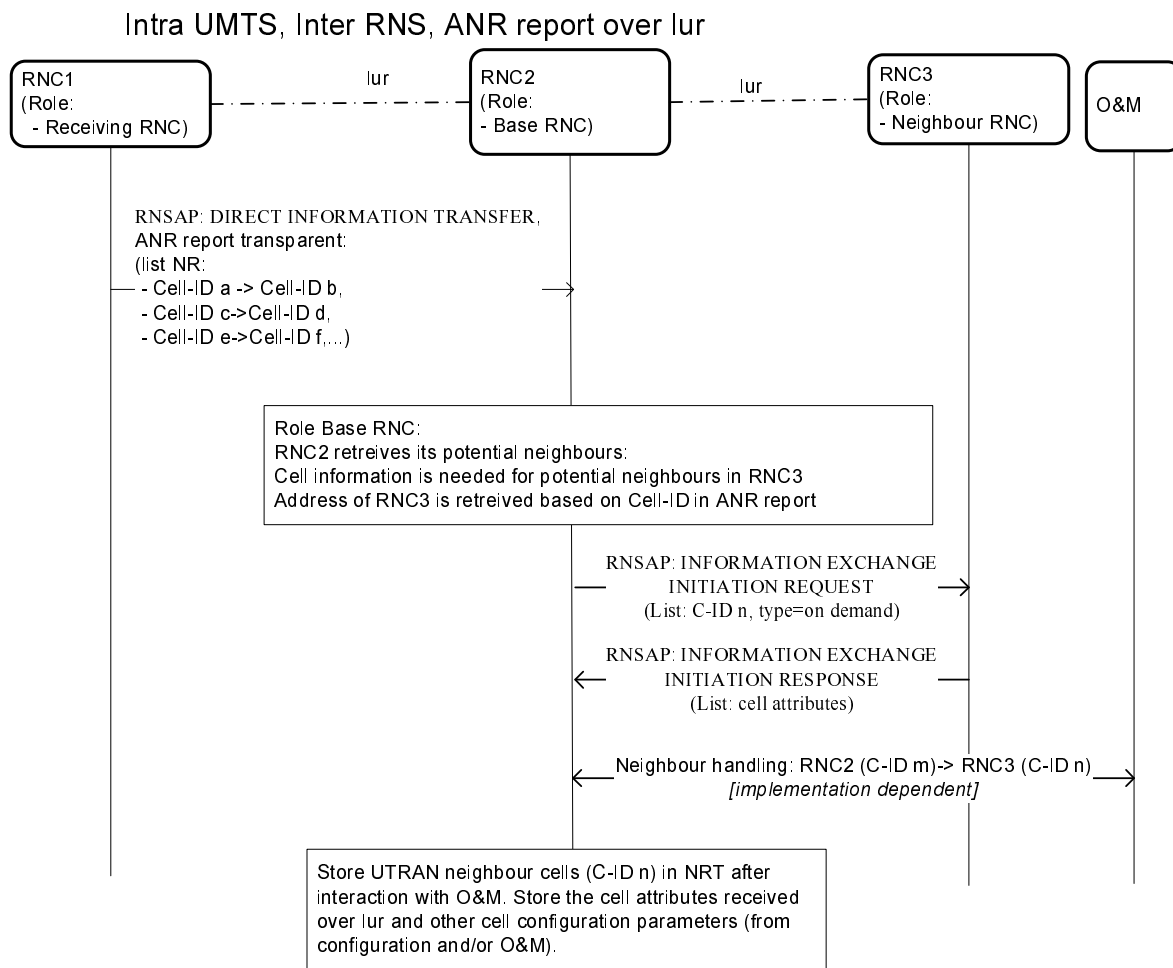 Intra UMTS, Inter RNS, ANR report over Iur
RNC1
(Role:
- Receiving RNC)
Iur
RNC2
(Role:
- Base RNC)
Iur
RNC3
(Role:
- Neighbour RNC)
O&M
RNSAP: DIRECT INFORMATION TRANSFER,
ANR report transparent:
(list NR:
- Cell-ID a -> Cell-ID b,
- Cell-ID c->Cell-ID d,
- Cell-ID e->Cell-ID f,...)
Role Base RNC:
RNC2 retreives its potential neighbours:
Cell information is needed for potential neighbours in RNC3
Address of RNC3 is retreived based on Cell-ID in ANR report
RNSAP: INFORMATION EXCHANGE
INITIATION REQUEST
(List: C-ID n, type=on demand)
RNSAP: INFORMATION EXCHANGE
INITIATION RESPONSE
(List: cell attributes)
Neighbour handling: RNC2 (C-ID m)-> RNC3 (C-ID n)
[implementation dependent]
Store UTRAN neighbour cells (C-ID n) in NRT after
interaction with O&M. Store the cell attributes received
over Iur and other cell configuration parameters (from
configuration and/or O&M).